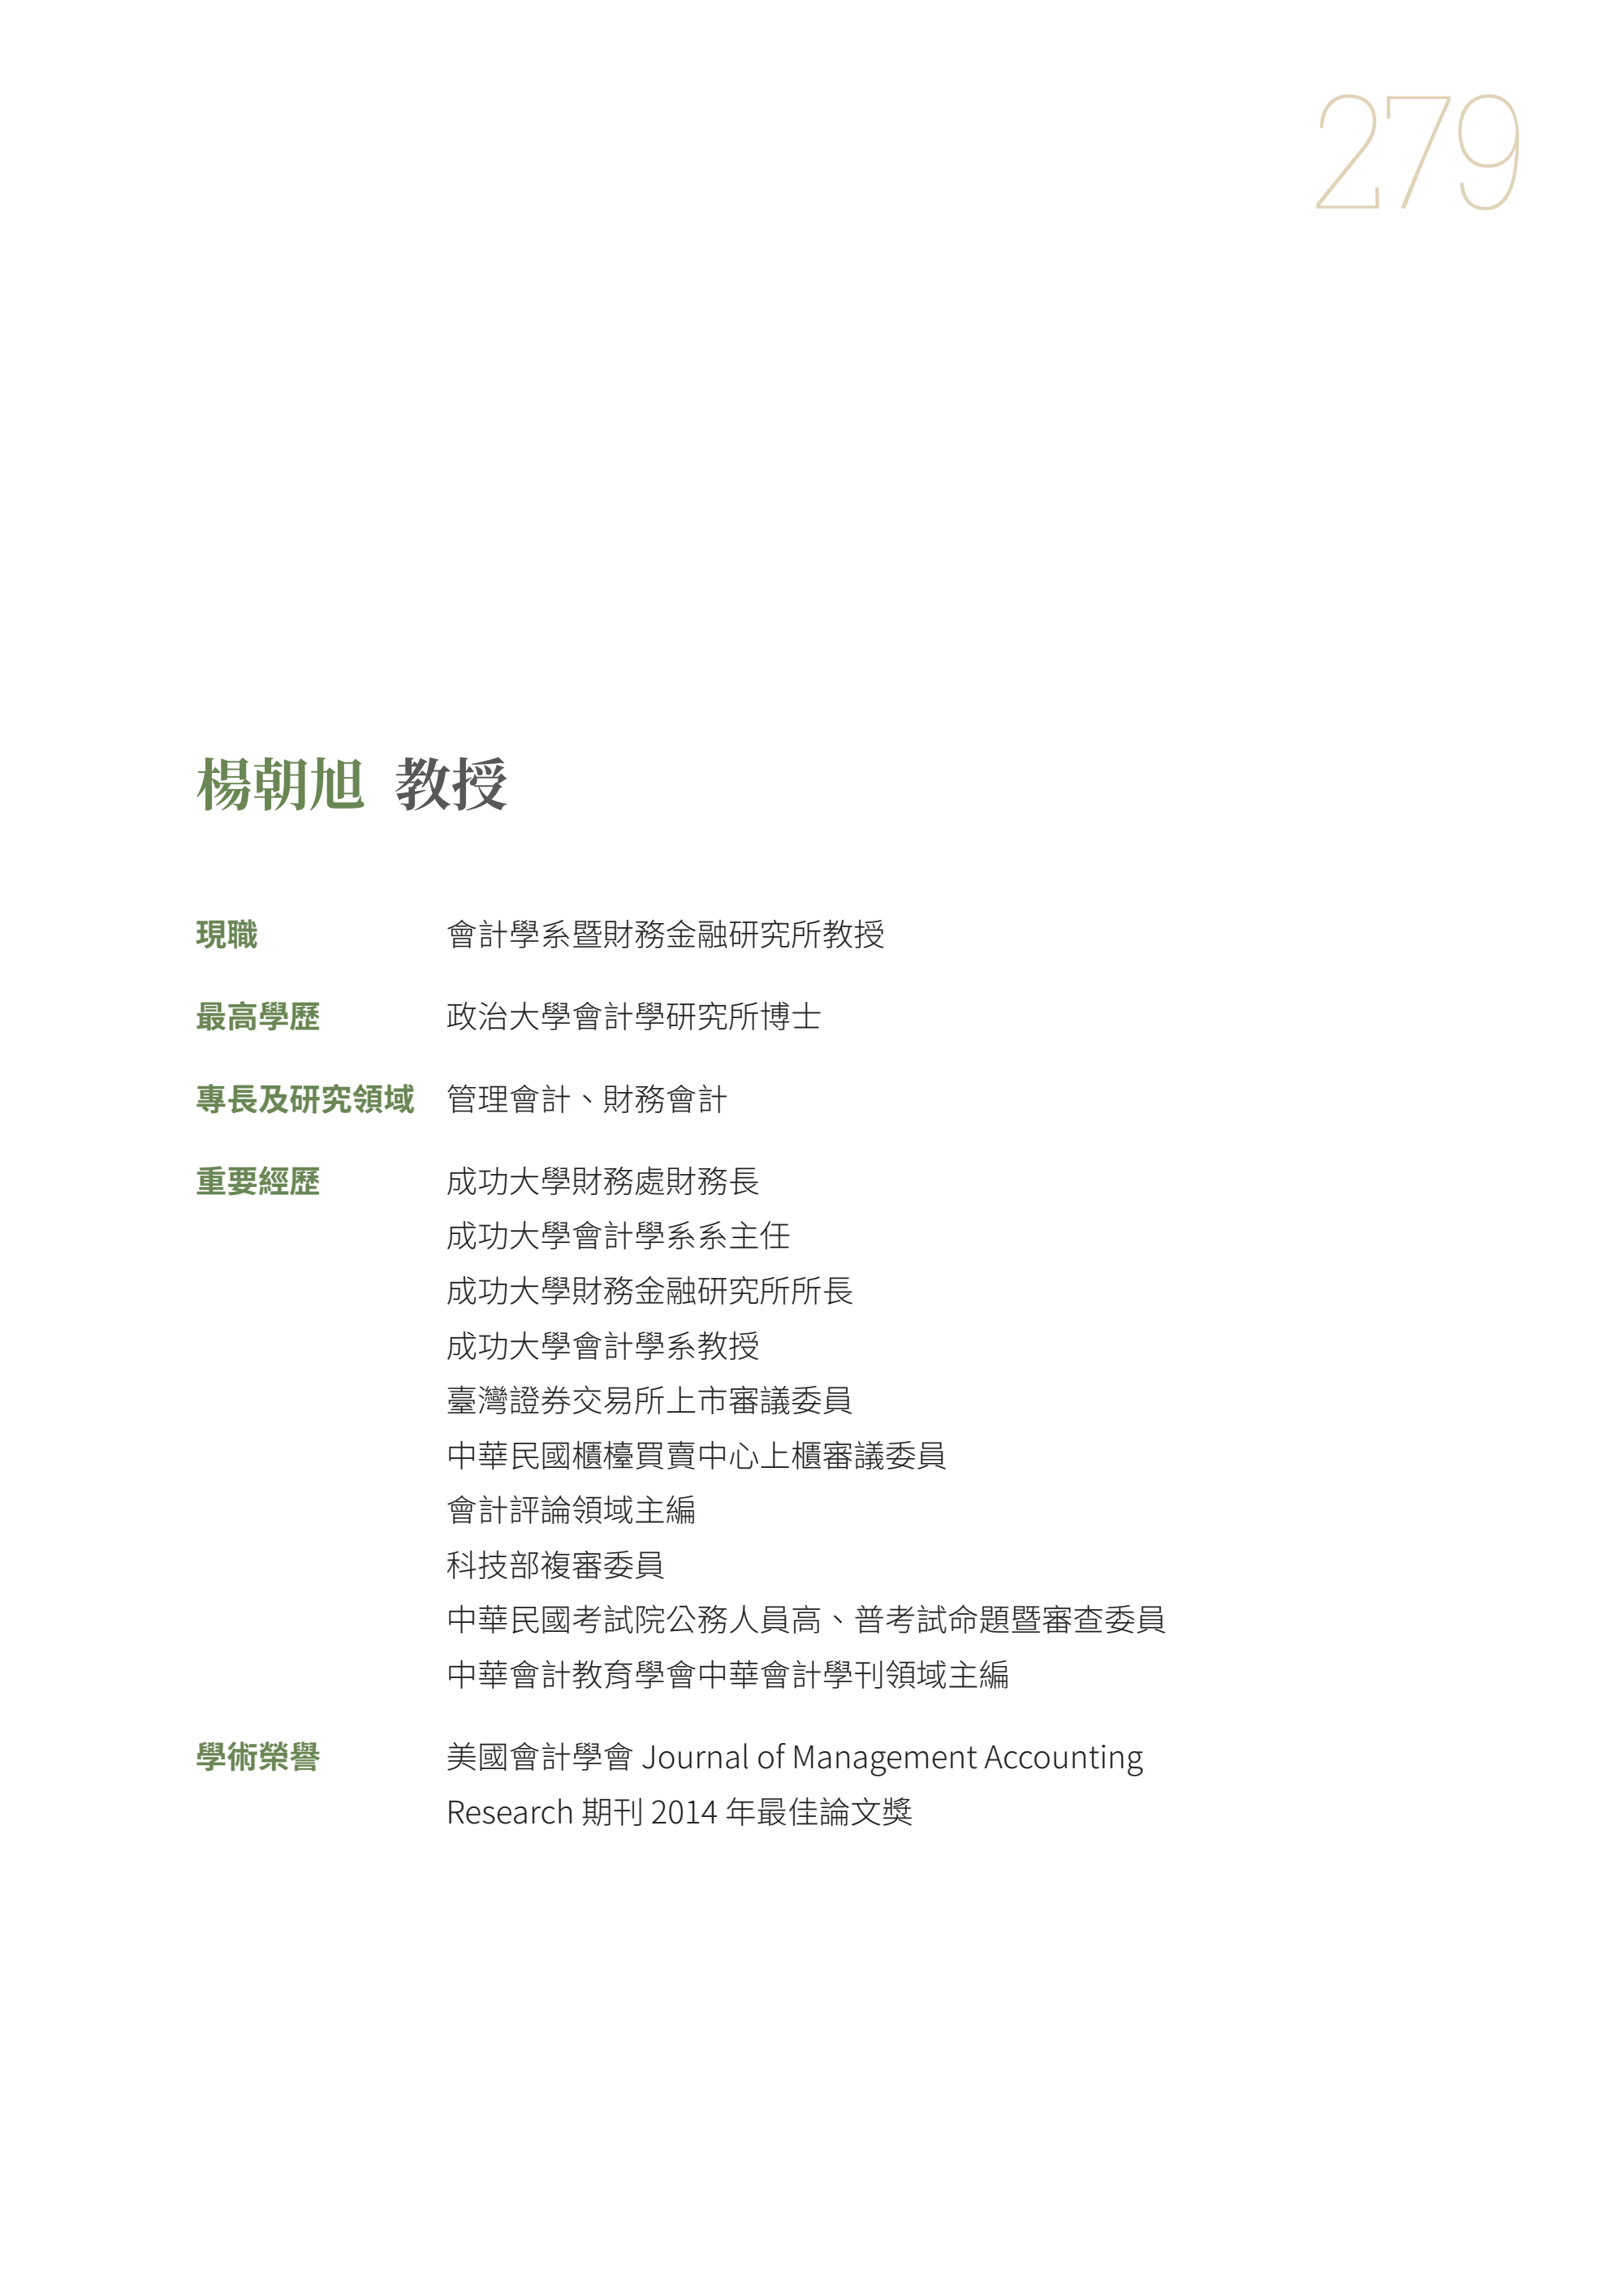 279
楊朝旭 教授
現職 會計學系暨財務金融研究所教授
最高學歷 政治大學會計學研究所博士
專長及研究領域 管理會計、財務會計
重要經歷 成功大學財務處財務長
成功大學會計學系系主任
成功大學財務金融研究所所長
成功大學會計學系教授
臺灣證券交易所上市審議委員
中華民國櫃檯買賣中心上櫃審議委員
會計評論領域主編
科技部複審委員
中華民國考試院公務人員高、普考試命題暨審查委員
中華會計教育學會中華會計學刊領域主編
學術榮譽 美國會計學會 Journal of Management Accounting
Research 期刊 2014 年最佳論文獎